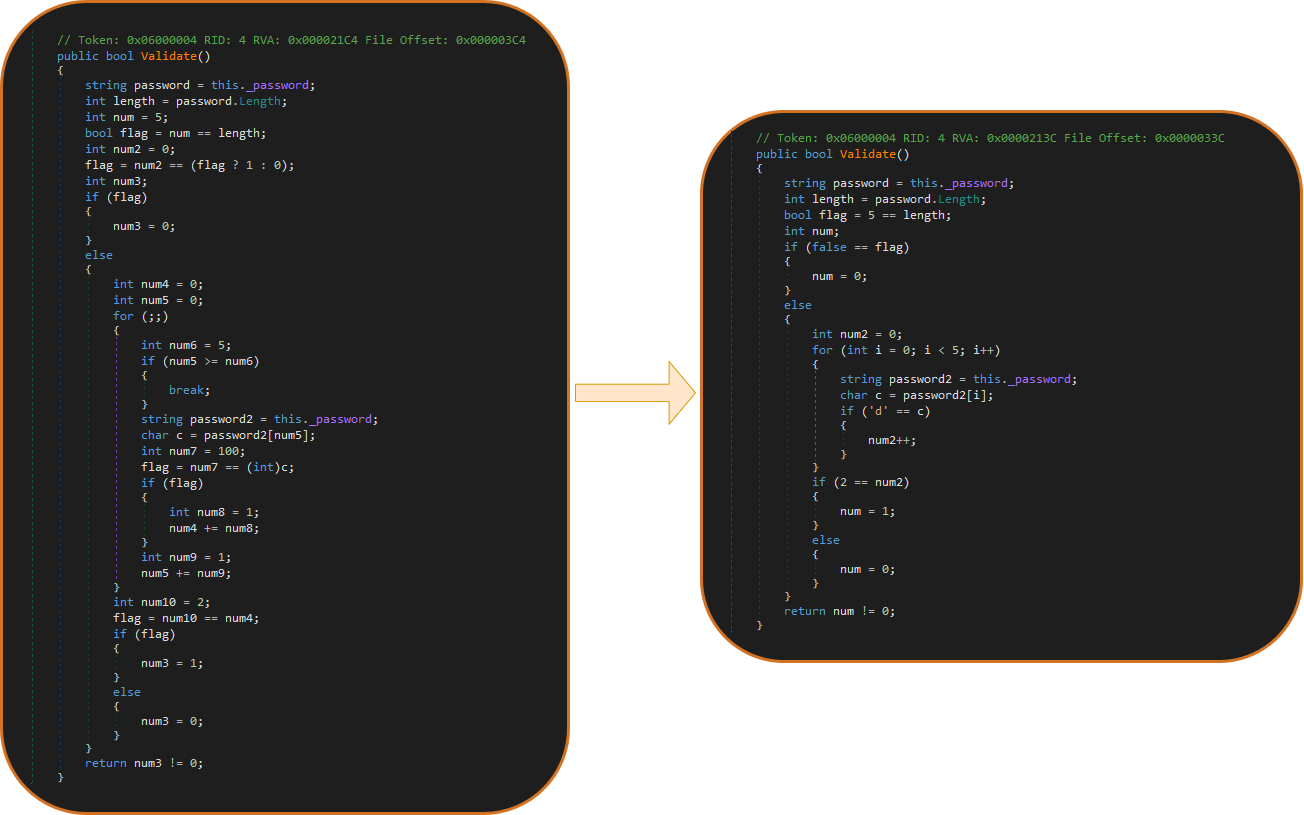 // Token: 0x06000004 RID: 4 RVA: 0x000021C4 File Offset: 0x000003C4
public bool Validate()
{
string password = this._password;
int length = password.Length;
int num = 5;
bool flag = num == length;
int num2 = 0;
flag = num2 == (flag ? 1 : 0);
int num3;
if (flag)
{
num3 = 0;
}
else
{
int num4 = 0;
int num5 = 0;
for (;;)
{
int num6 = 5;
if (num5 >= num6)
{
break;
}
string password2 = this._password;
char c = password2[num5];
int num7 = 100;
flag = num7 == (int)c;
if (flag)
{
int num8 = 1;
num4 += num8;
}
int num9 = 1;
num5 += num9;
}
int num10 = 2;
flag = num10 == num4;
if (flag)
{
num3 = 1;
}
else
{
num3 = 0;
}
}
return num3 != 0;
}
// Token: 0x06000004 RID: 4 RVA: 0x0000213C File Offset: 0x0000033C
public bool Validate()
{
string password = this._password;
int length = password.Length;
bool flag = 5 == length;
int num;
if (false == flag)
{
num = 0;
}
else
{
int num2 = 0;
for (int i = 0; i < 5; i++)
{
string password2 = this._password;
char c = password2[i];
if ('d' == c)
{
num2++;
}
}
if (2 == num2)
{
num = 1;
}
else
{
num = 0;
}
}
return num != 0;
}